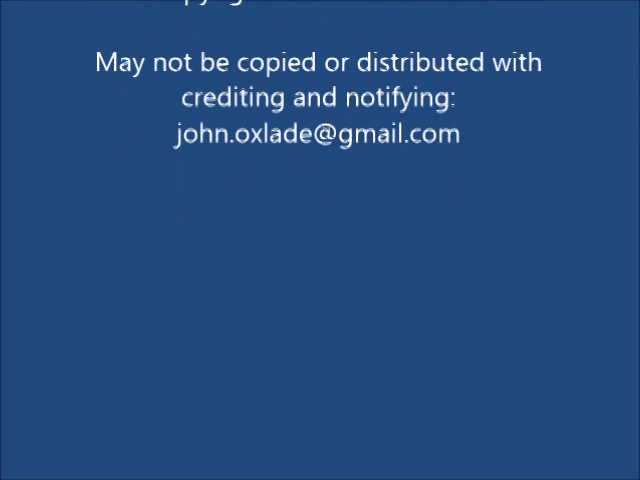 May not be copied or distributed with
crediting and notifying:
john.oxlade@gmail.com